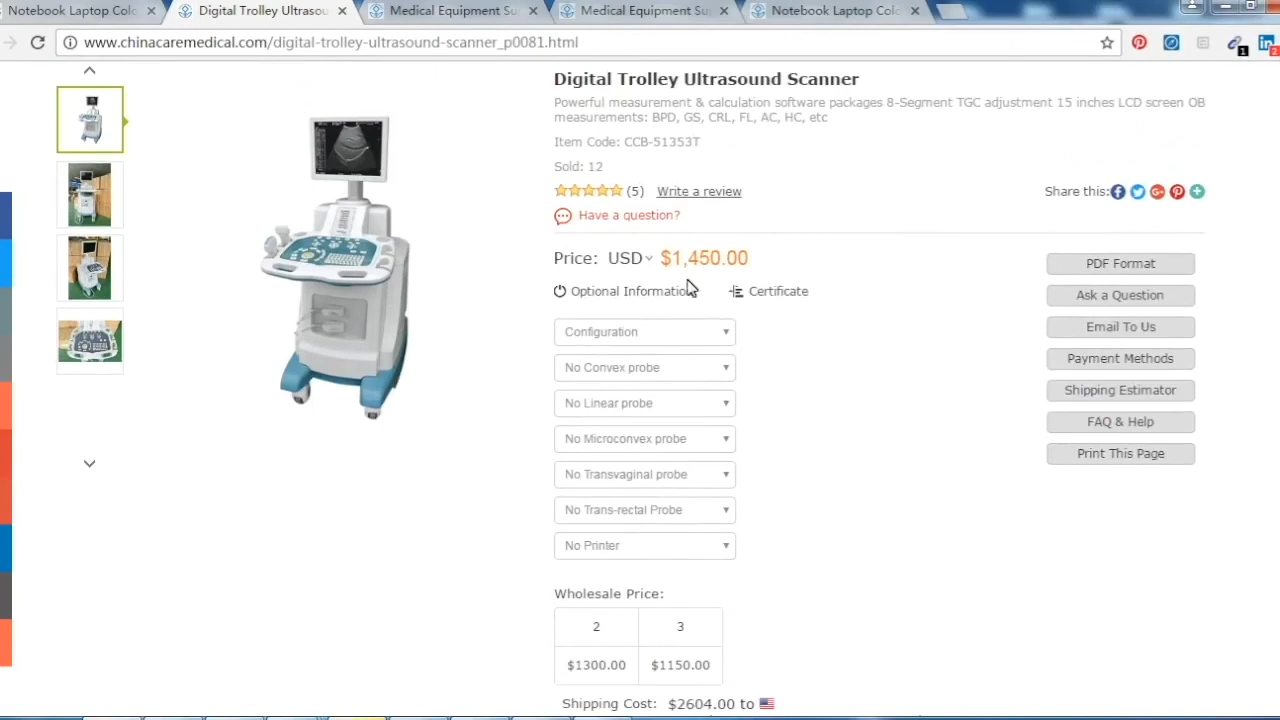 Notebook Laptop Colo
Digital Trolley Ultrasou
Medical Equipment Su
Medical Equipment Su
Notebook Laptop Colo
www.chinacaremedical.com/digital-trolley-ultrasound-scanner_p0081.html
1
2
Digital Trolley Ultrasound Scanner
Powerful measurement & calculation software packages 8-Segment TGC adjustment 15 inches LCD screen OB
measurements: BPD, GS, CRL, FL, AC, HC, etc
Item Code: CCB-51353T
Sold: 12
(5) Write a review
Share this:
Have a question?
Price: USD $1,450.00
Optional Information
Certificate
Configuration
No Convex probe
No Linear probe
No Microconvex probe
No Transvaginal probe
No Trans-rectal Probe
No Printer
PDF Format
Ask a Question
Email To Us
Payment Methods
Shipping Estimator
FAQ & Help
Print This Page
Wholesale Price:
2 3
$1300.00 $1150.00
Shipping Cost: $2604.00 to